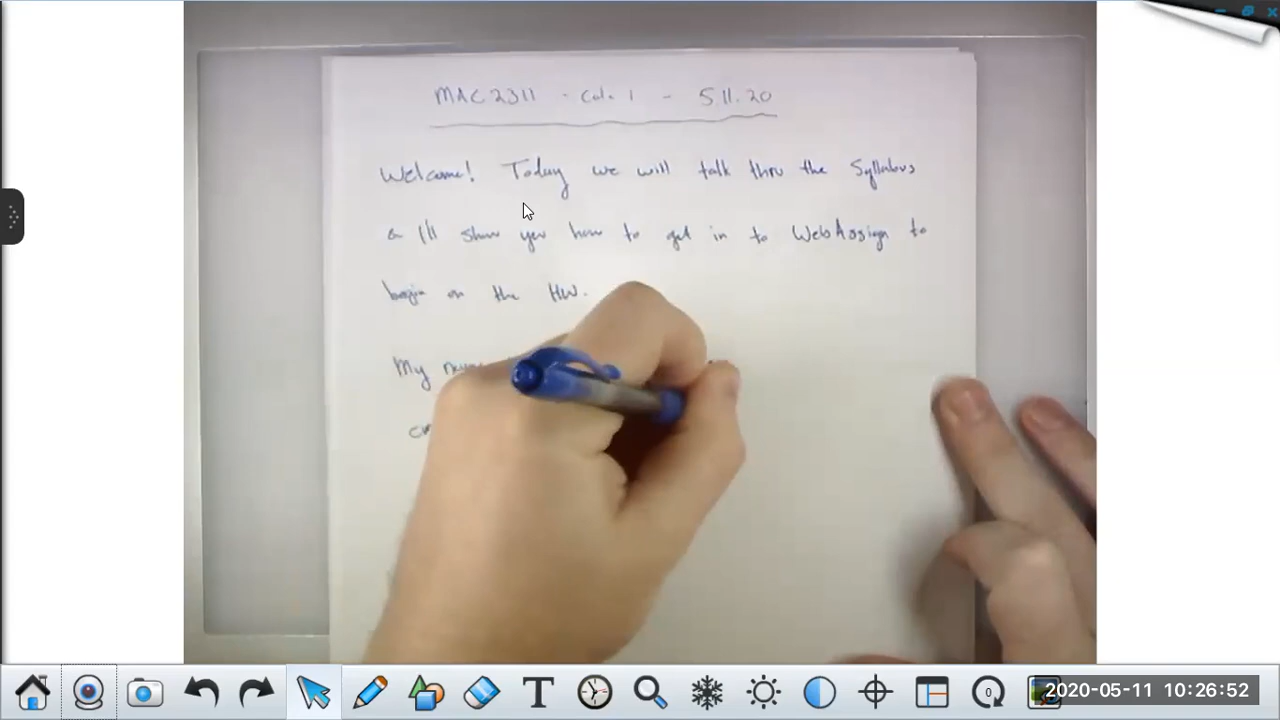 MAC2311 - Calc 1 - 5.11.20
Welcome! Today we will talk thru the Syllabus
& I'll show you how to get in to WebAssign to
begin on the HW.
My
T
0
2020-05-11 10:26:52